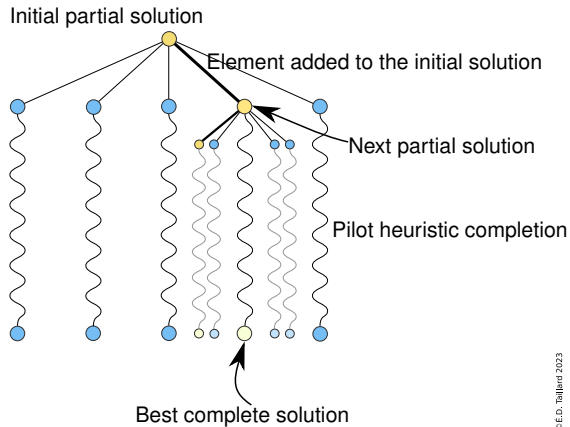 Initial partial solution
Element added to the initial solution
Next partial solution
Pilot heuristic completion
Best complete solution
©E.D. Taillard 2023